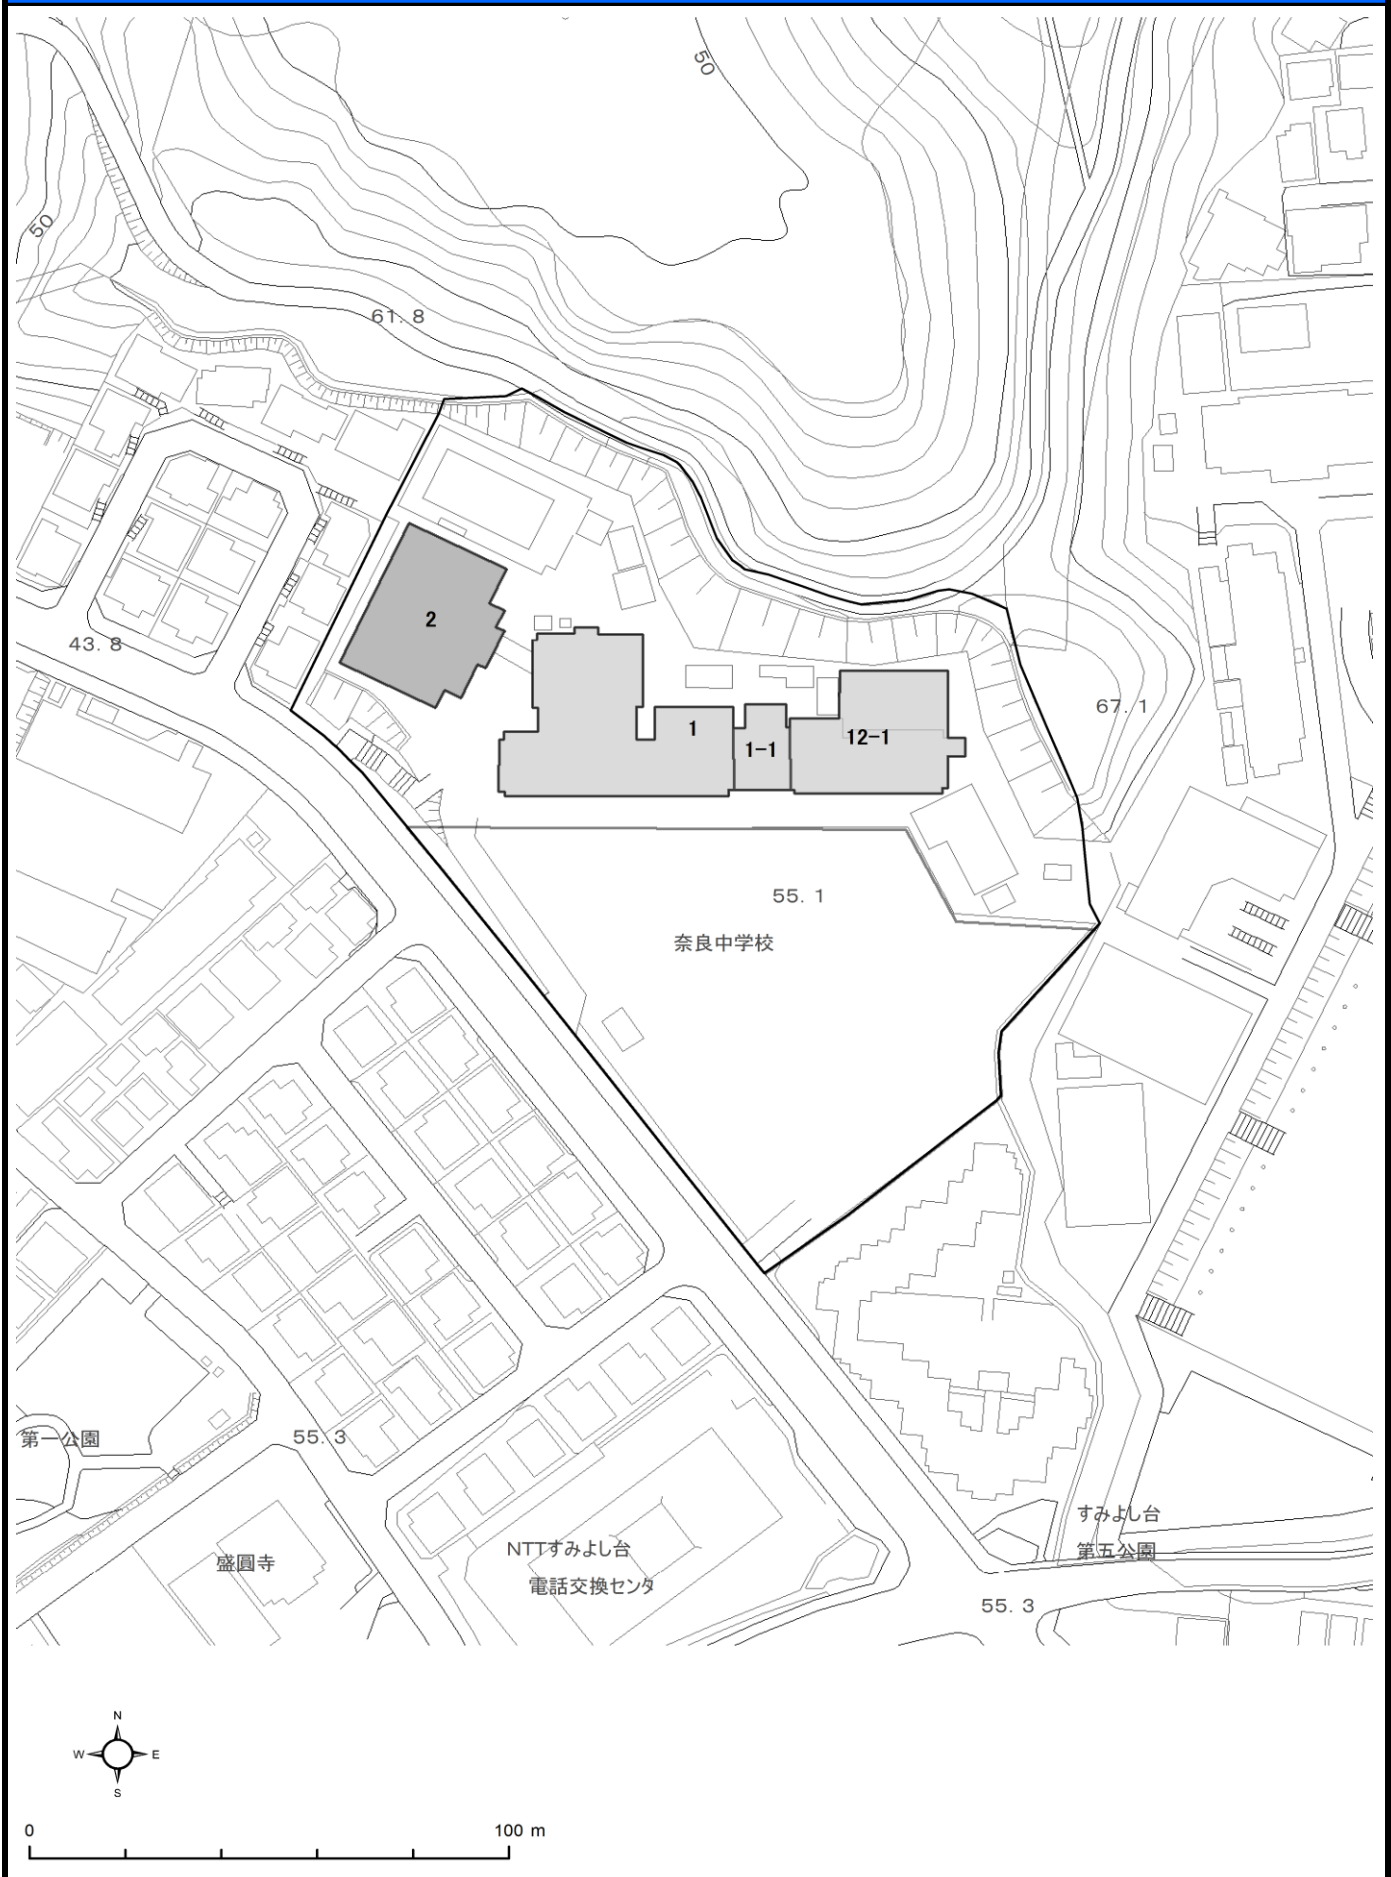 50
50
61. 8
2
43. 8
1
1-1
12-1
67. 1
55. 1
奈良中学校
第一公園
55. 3
盛圓寺
NTTすみよし台
電話交換センタ
すみよし台
第五公園
55. 3
N
W E
S
0 100 m